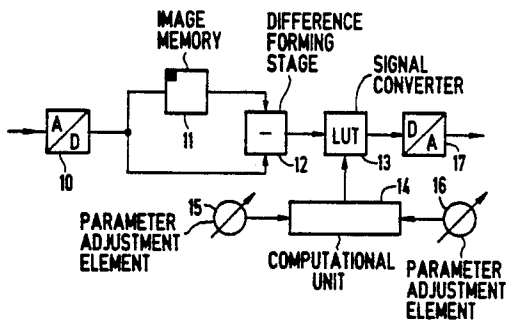 IMAGE
MEMORY
DIFFERENCE
FORMING
STAGE
SIGNAL
CONVERTER
A
D
10
11
−
12
LUT
13
D
A
17
14
15
16
PARAMETER
ADJUSTMENT
ELEMENT
COMPUTATIONAL
UNIT
PARAMETER
ADJUSTMENT
ELEMENT